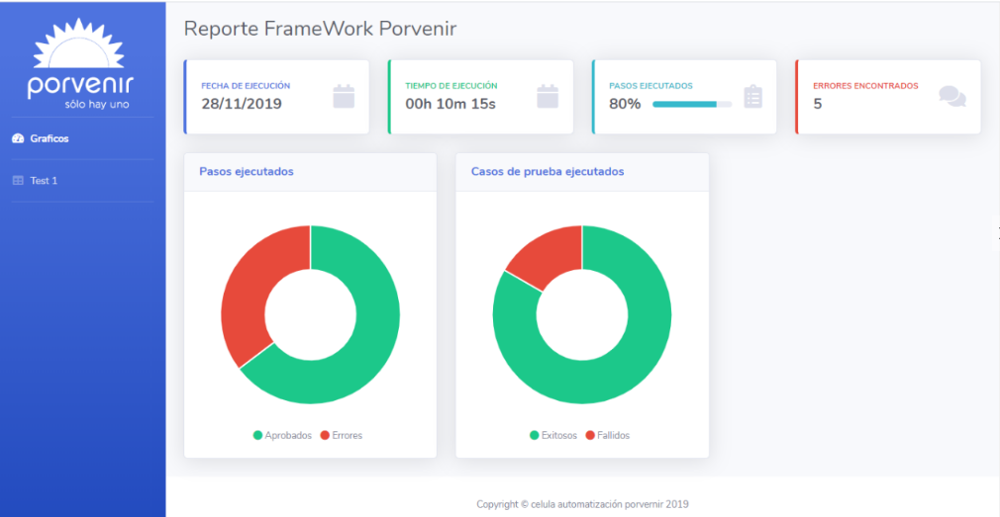 porvenir
sólo hay uno
Graficos
Test 1
Reporte FrameWork Porvenir
FECHA DE EJECUCIÓN
28/11/2019
TIEMPO DE EJECUCIÓN
00h 10m 15s
PASOS EJECUTADOS
80%
ERRORES ENCONTRADOS
5
Pasos ejecutados
Aprobados Errores
Casos de prueba ejecutados
Exitosos Fallidos
Copyright © celula automatización porvernir 2019